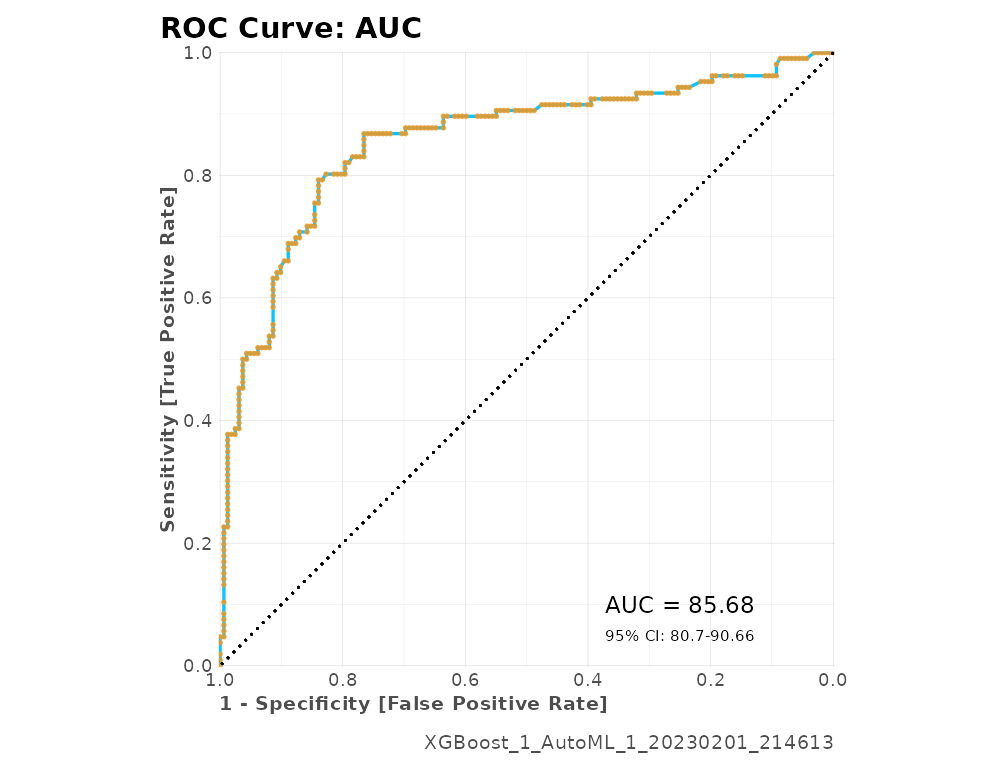 ROC Curve: AUC
Sensitivity [True Positive Rate]
1.0
0.8
0.6
0.4
0.2
0.0
AUC = 85.68
95% CI: 80.7-90.66
1.0 0.8 0.6 0.4 0.2 0.0
1 - Specificity [False Positive Rate]
XGBoost_1_AutoML_1_20230201_214613